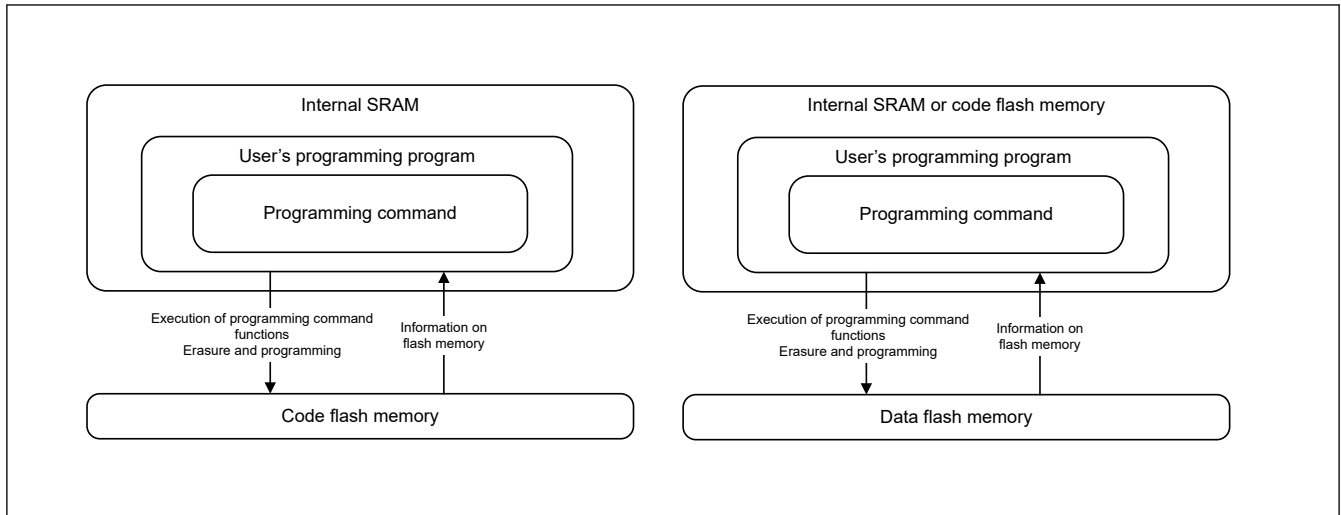 Internal SRAM
User's programming program
Programming command
Execution of programming command
functions
Erasure and programming
Information on
flash memory
Code flash memory
Internal SRAM or code flash memory
User's programming program
Programming command
Execution of programming command
functions
Erasure and programming
Information on
flash memory
Data flash memory